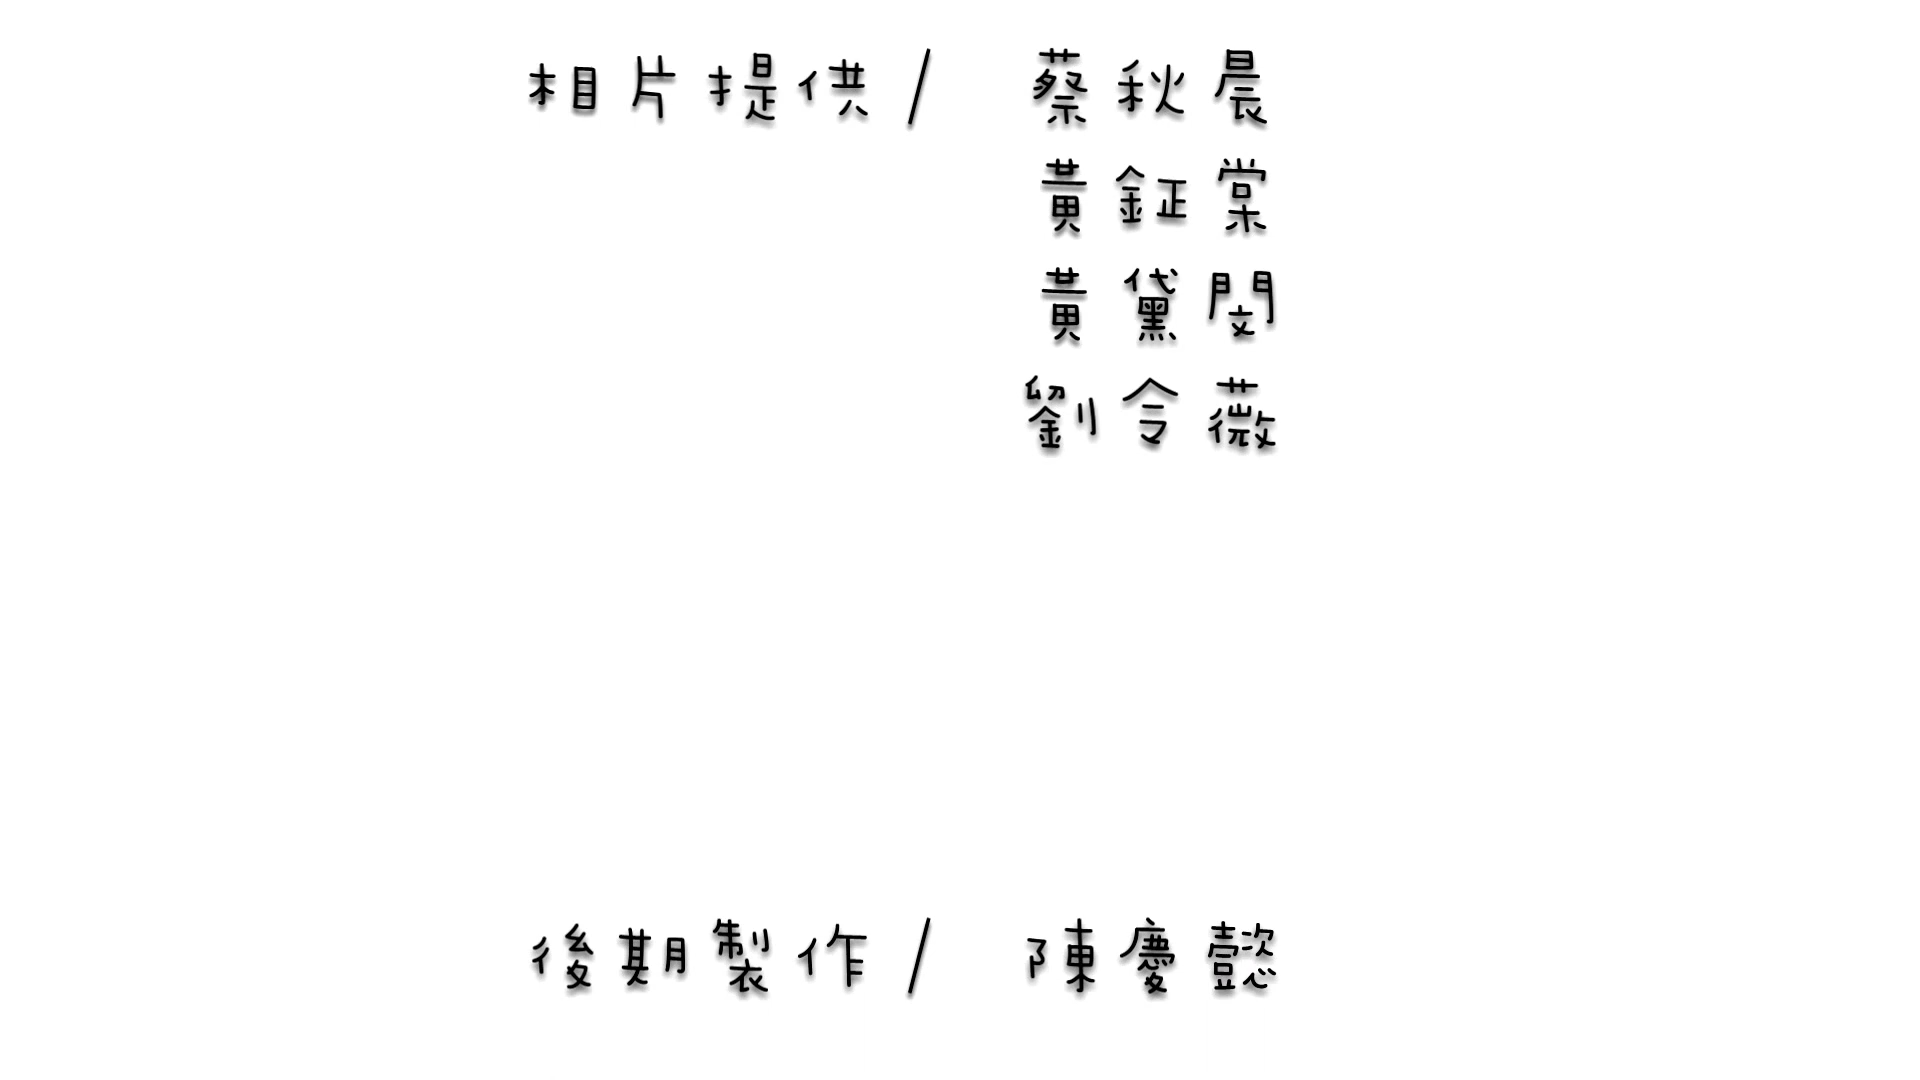 相片提供/ 蔡秋晨
黃鉦棠
黃黛閔
劉令薇
後期製作/ 陳慶懿